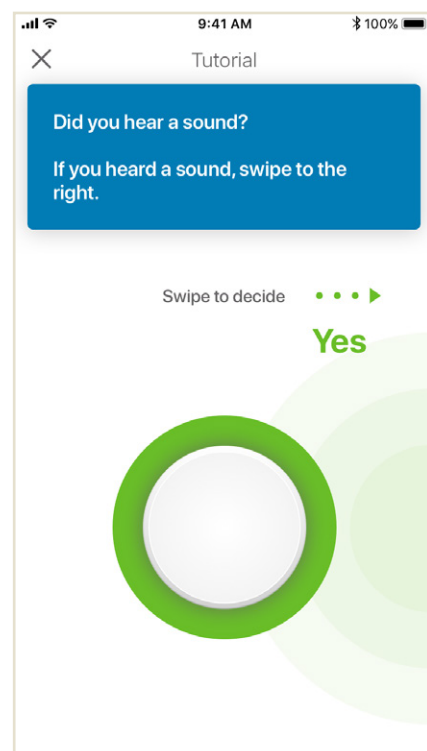 9:41 AM
100%
Tutorial
Did you hear a sound?
If you heard a sound, swipe to the
right.
Swipe to decide
Yes